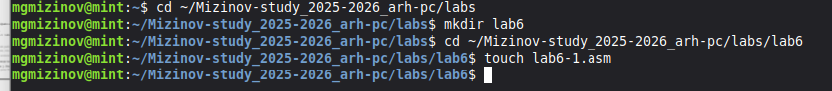 mgmizinov@mint:~$ cd ~/Mizinov-study_2025-2026_arh-pc/labs
mgmizinov@mint:~/Mizinov-study_2025-2026_arh-pc/labs$ mkdir lab6
mgmizinov@mint:~/Mizinov-study_2025-2026_arh-pc/labs$ cd ~/Mizinov-study_2025-2026_arh-pc/labs/lab6
mgmizinov@mint:~/Mizinov-study_2025-2026_arh-pc/labs/lab6$ touch lab6-1.asm
mgmizinov@mint:~/Mizinov-study_2025-2026_arh-pc/labs/lab6$